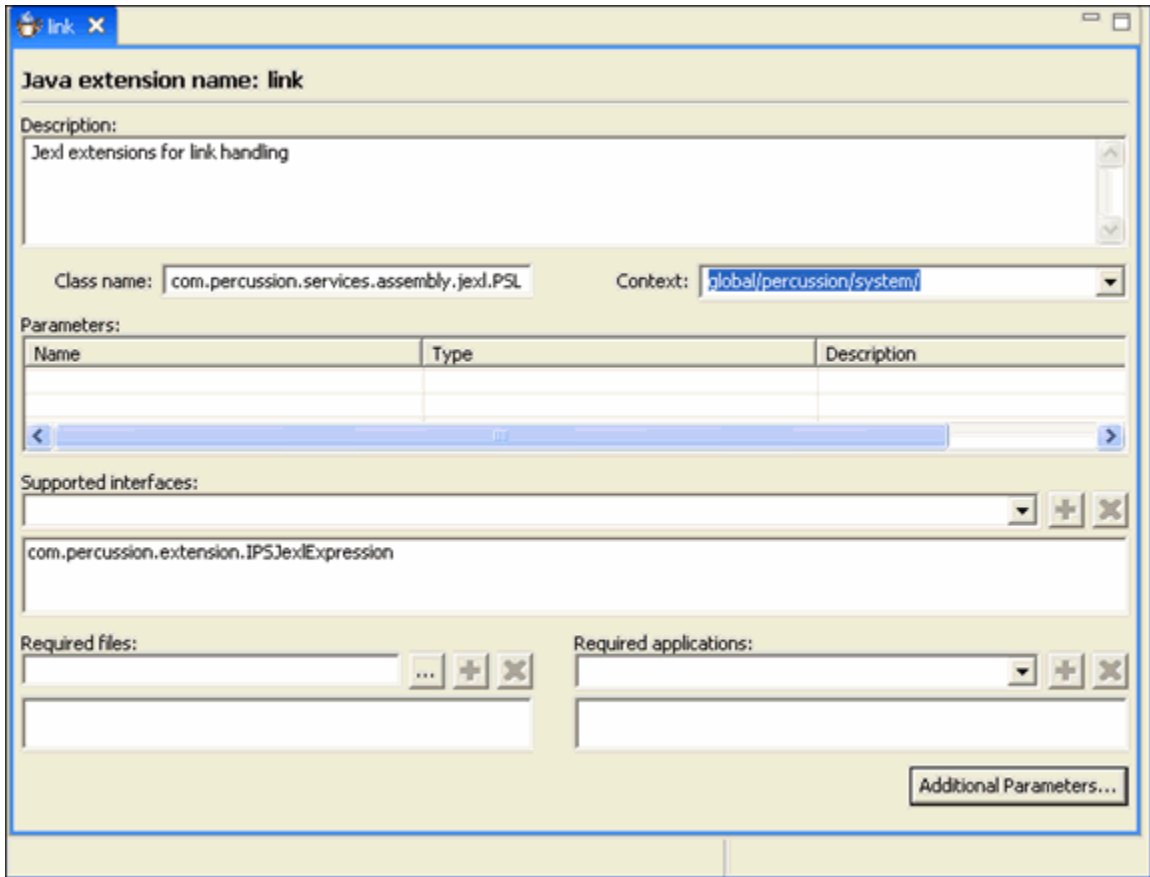 link
Java extension name: link
Description:
Jexl extensions for link handling
Class name: com.percussion.services.assembly.jexl.PSL Context: global/percussion/system/
Parameters:
Name Type Description
Supported interfaces:
com.percussion.extension.IPSJexlExpression
Required files: Required applications:
...
Additional Parameters...